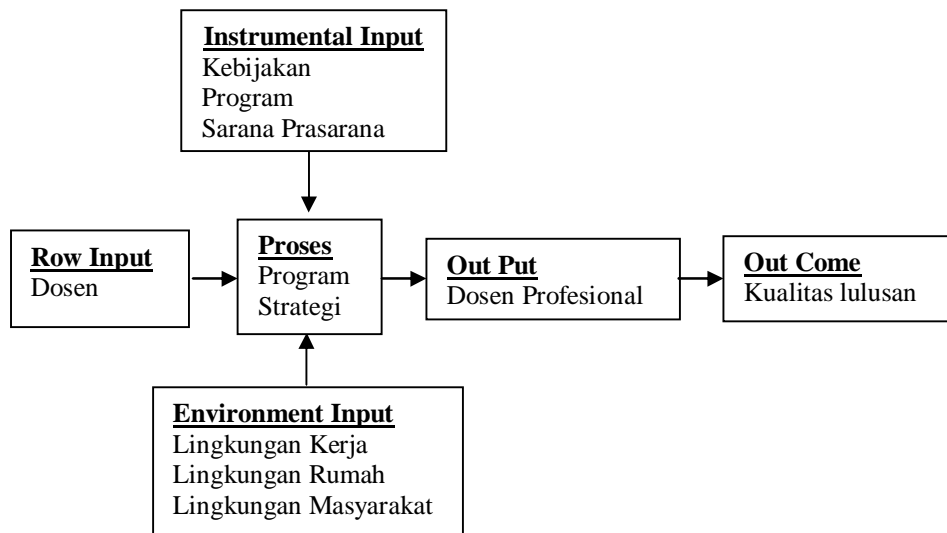 Instrumental Input
Kebijakan
Program
Sarana Prasarana
Row Input
Dosen
Proses
Program
Strategi
Out Put
Dosen Profesional
Out Come
Kualitas lulusan
Environment Input
Lingkungan Kerja
Lingkungan Rumah
Lingkungan Masyarakat